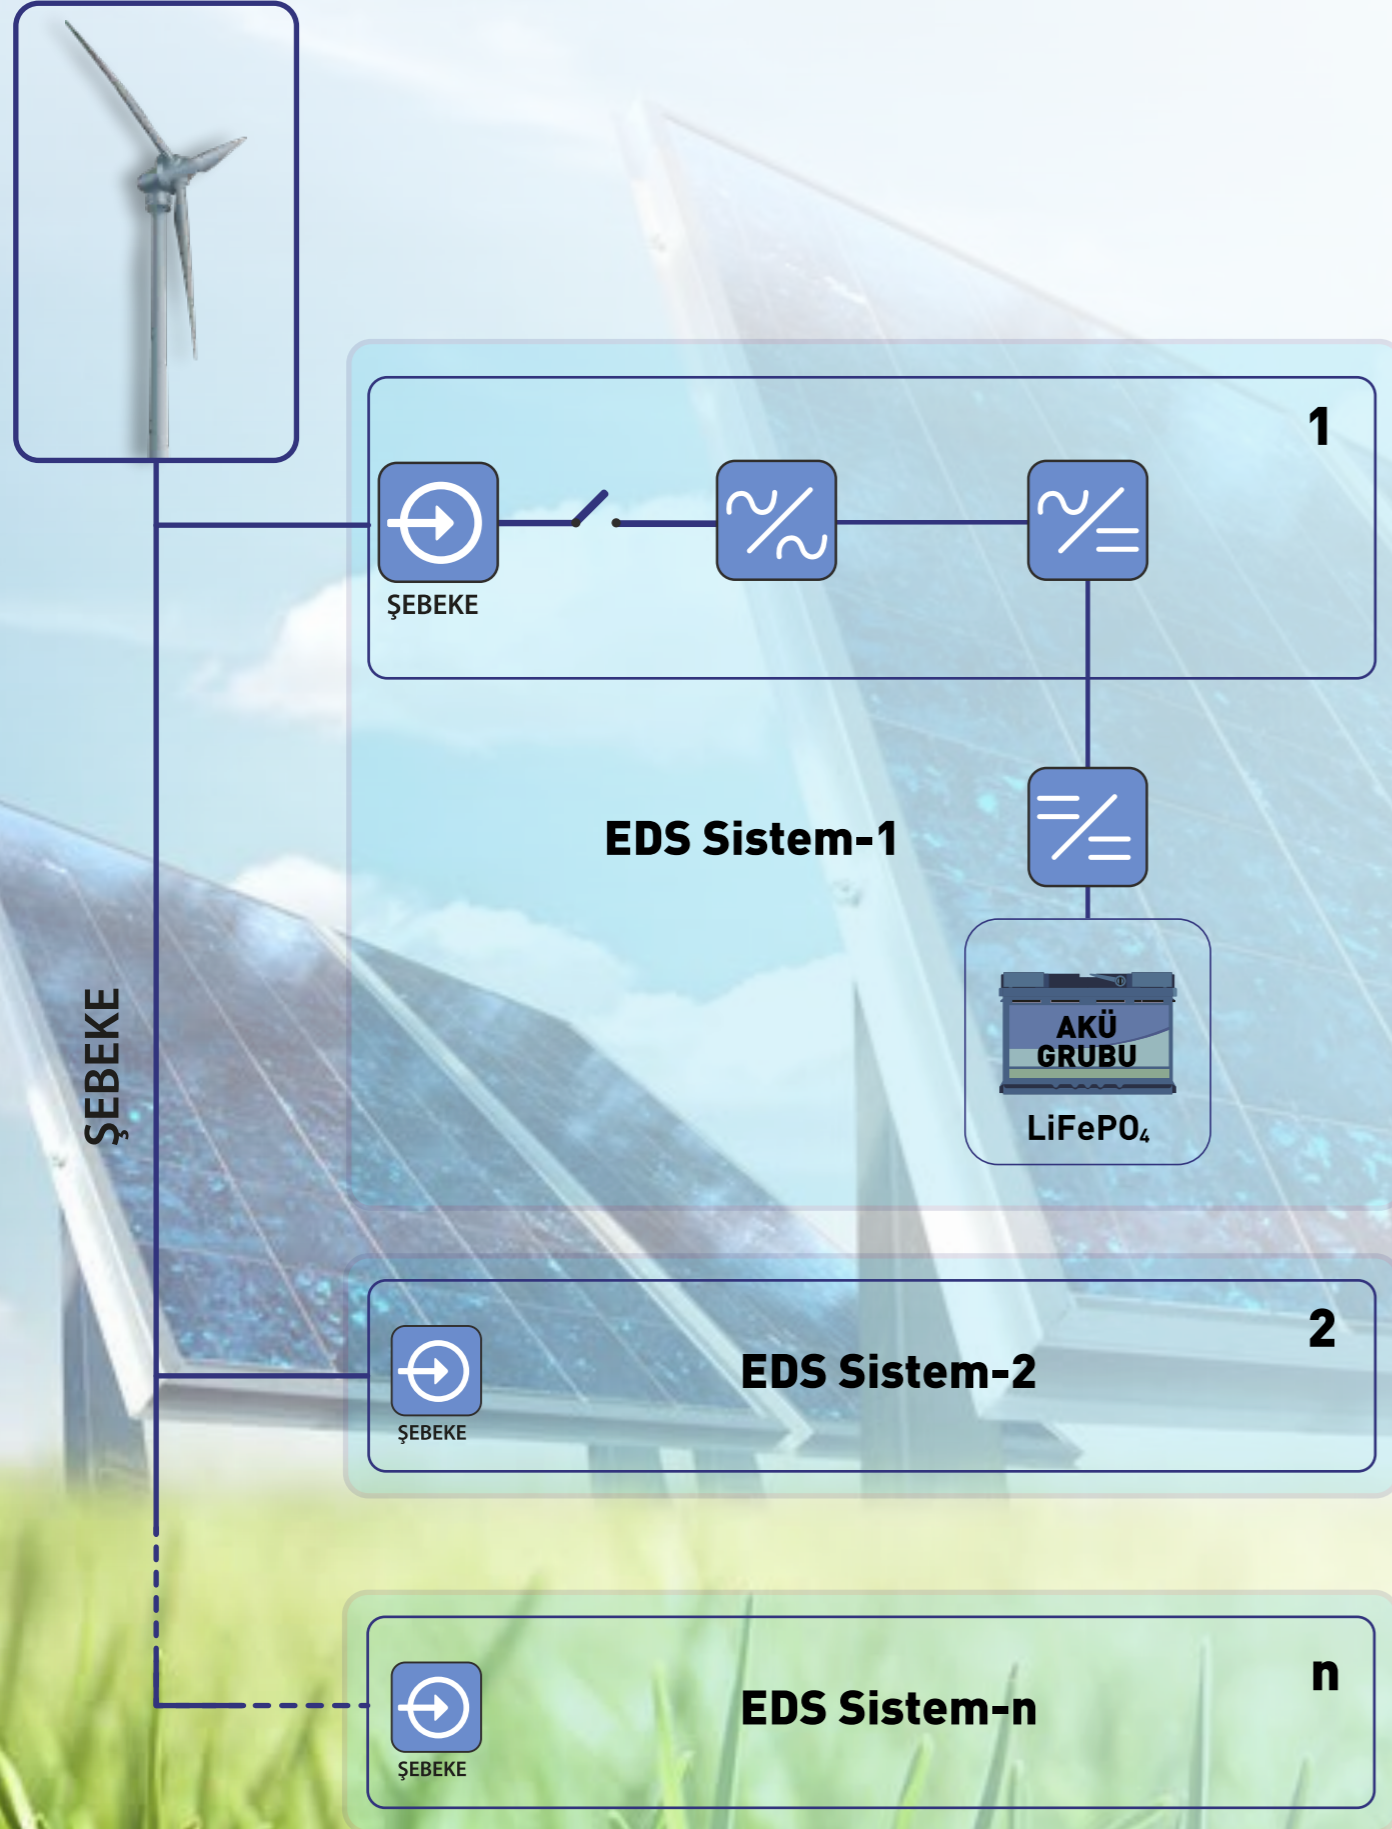 1
ŞEBEKE
EDS Sistem-1
AKÜ
GRUBU
LiFePO₄
ŞEBEKE
2
EDS Sistem-2
ŞEBEKE
n
EDS Sistem-n
ŞEBEKE